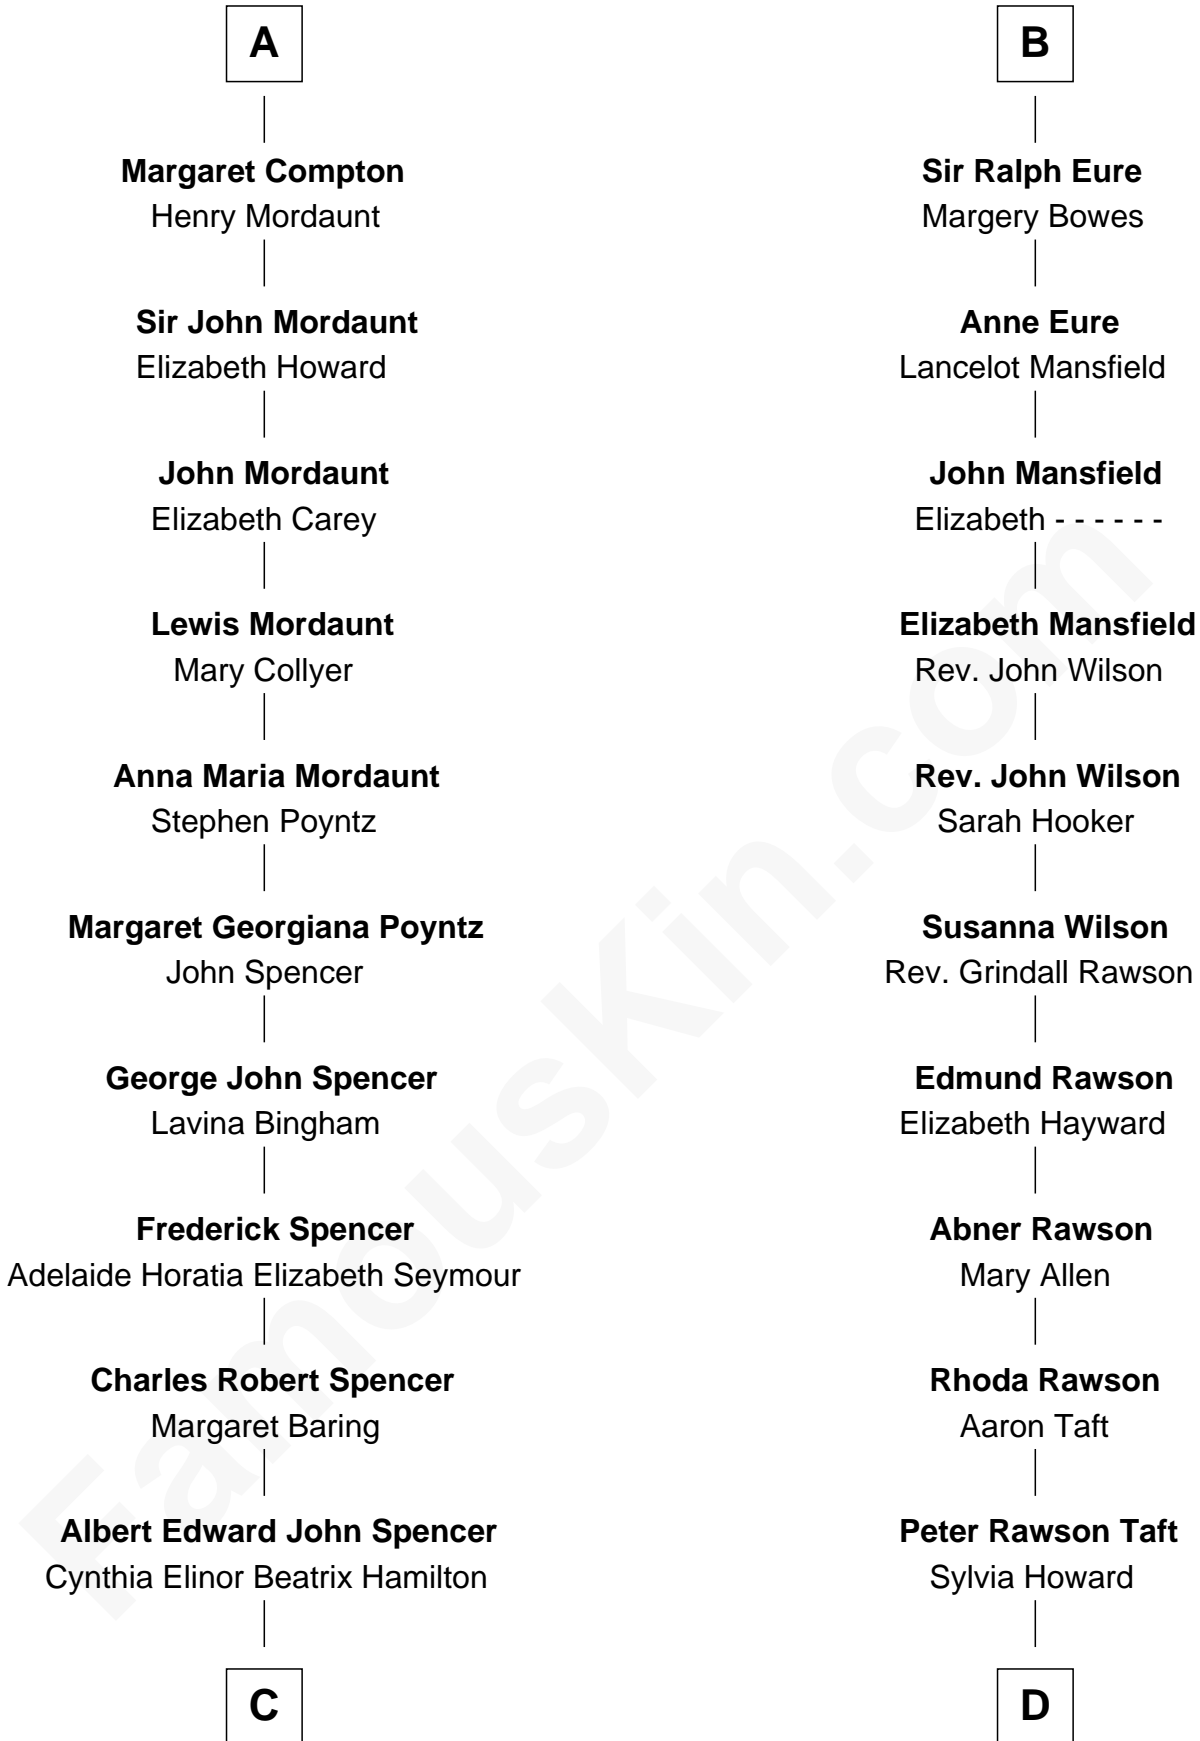 A
Margaret Compton
Henry Mordaunt
Sir John Mordaunt
Elizabeth Howard
John Mordaunt
Elizabeth Carey
Lewis Mordaunt
Mary Collyer
Anna Maria Mordaunt
Stephen Poyntz
Margaret Georgiana Poyntz
John Spencer
George John Spencer
Lavina Bingham
Frederick Spencer
Adelaide Horatia Elizabeth Seymour
Charles Robert Spencer
Margaret Baring
Albert Edward John Spencer
Cynthia Elinor Beatrix Hamilton
C
B
Sir Ralph Eure
Margery Bowes
Anne Eure
Lancelot Mansfield
John Mansfield
Elizabeth - - - - - -
Elizabeth Mansfield
Rev. John Wilson
Rev. John Wilson
Sarah Hooker
Susanna Wilson
Rev. Grindall Rawson
Edmund Rawson
Elizabeth Hayward
Abner Rawson
Mary Allen
Rhoda Rawson
Aaron Taft
Peter Rawson Taft
Sylvia Howard
D
FamousKin.com